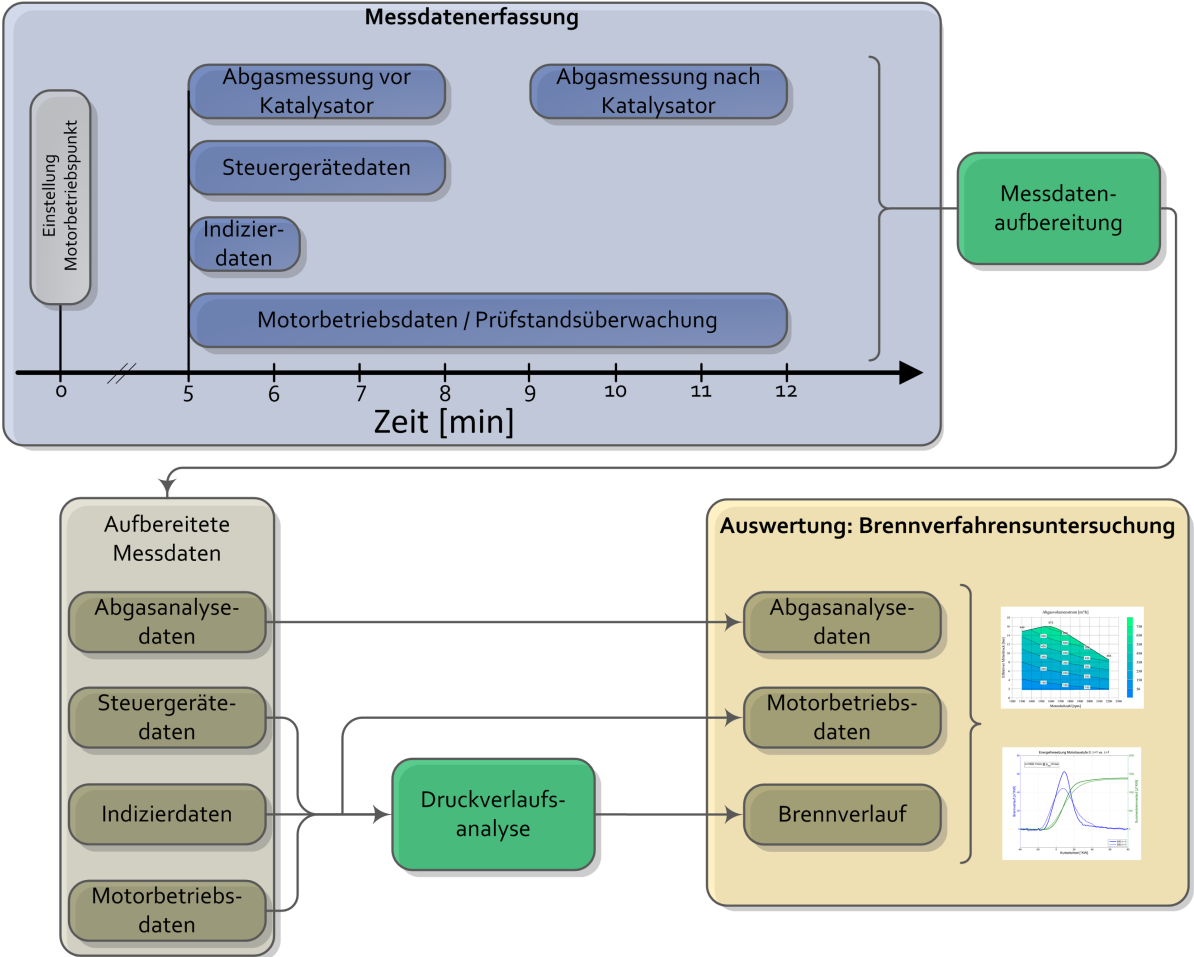 Messdatenerfassung
Einstellung
Motorbetriebspunkt
Abgasmessung vor
Katalysator
Abgasmessung nach
Katalysator
Steuergerätedaten
Indizier-
daten
Motorbetriebsdaten / Prüfstandsüberwachung
0 5 6 7 8 9 10 11 12
Zeit [min]
Messdaten-
aufbereitung
Aufbereitete
Messdaten
Abgasanalyse-
daten
Steuergeräte-
daten
Indizierdaten
Motorbetriebs-
daten
Druckverlaufs-
analyse
Auswertung: Brennverfahrensuntersuchung
Abgasanalyse-
daten
Motorbetriebs-
daten
Brennverlauf
Abgasvolumenstrom [m³/h]